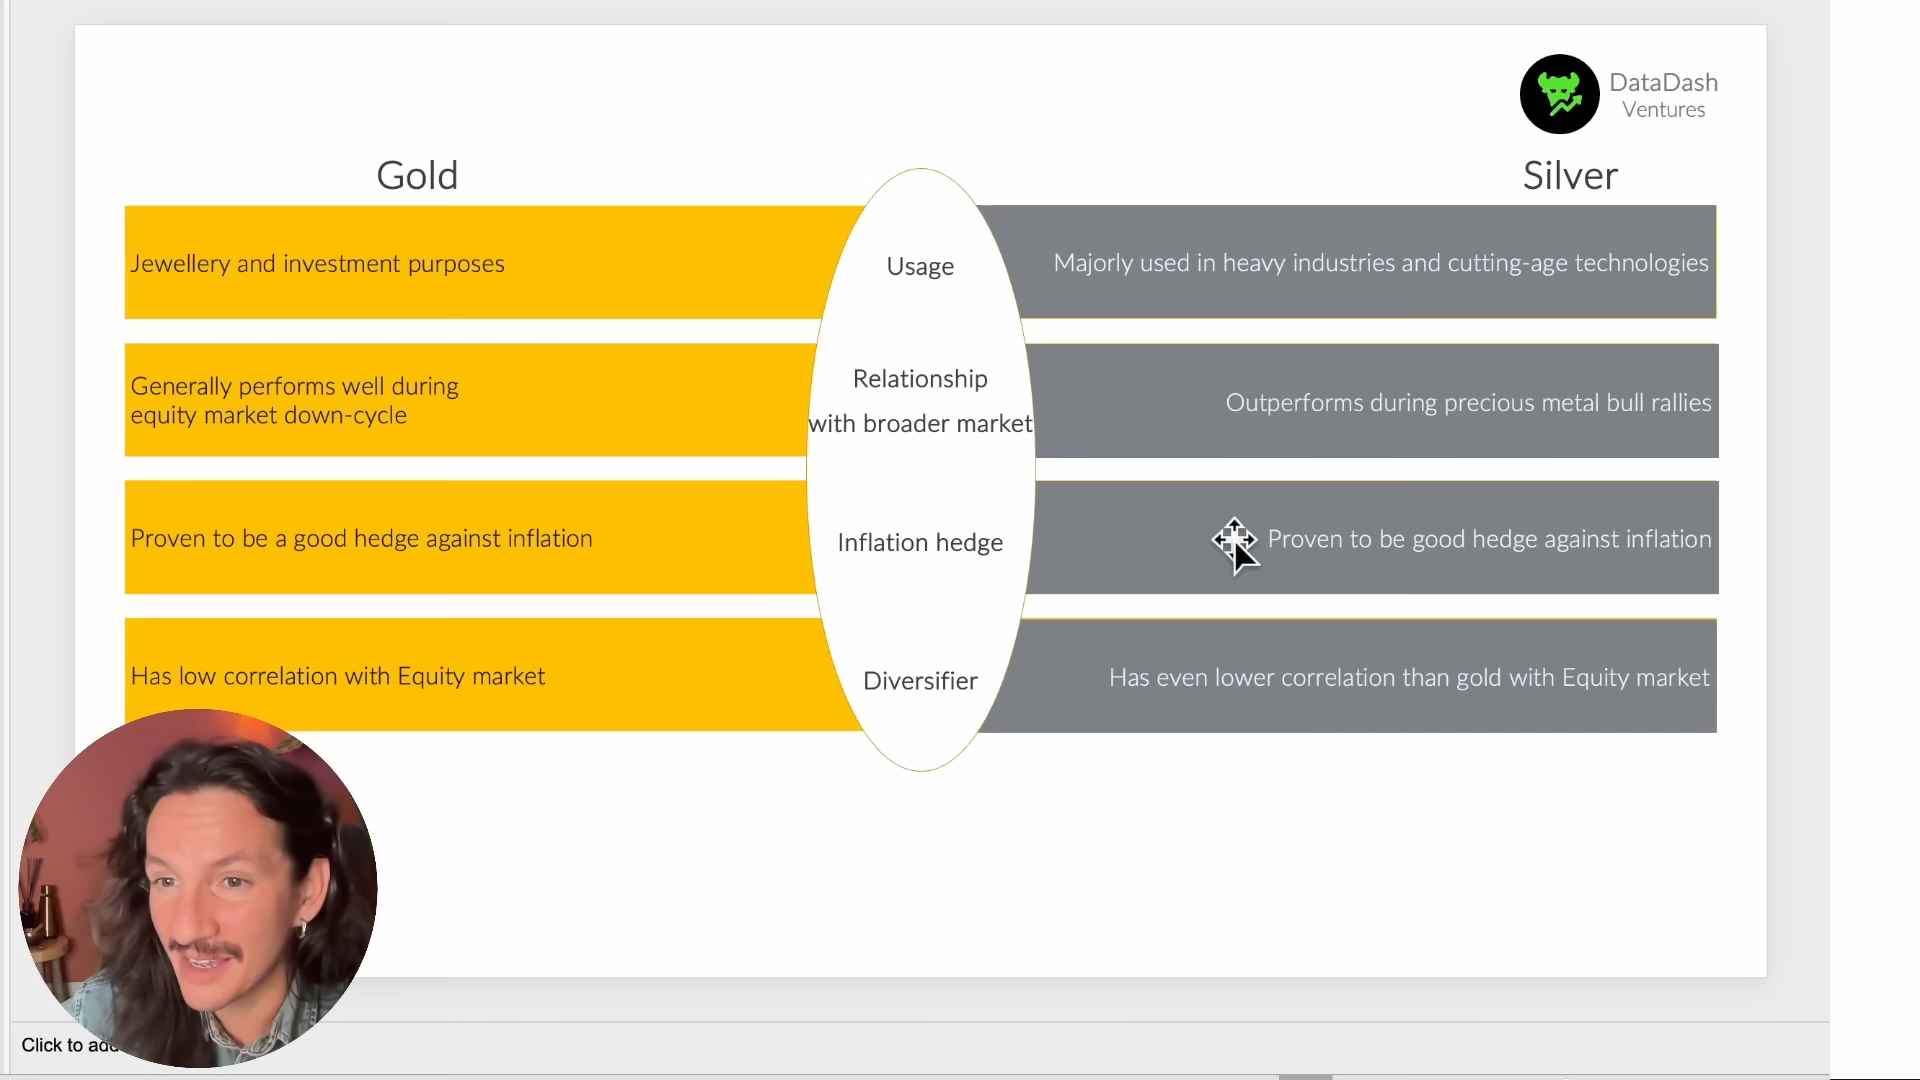 DataDash
Ventures
Gold
Silver
Jewellery and investment purposes
Usage
Majorly used in heavy industries and cutting-age technologies
Generally performs well during
equity market down-cycle
Relationship
with broader market
Outperforms during precious metal bull rallies
Proven to be a good hedge against inflation
Inflation hedge
Proven to be good hedge against inflation
Has low correlation with Equity market
Diversifier
Has even lower correlation than gold with Equity market
Click to add